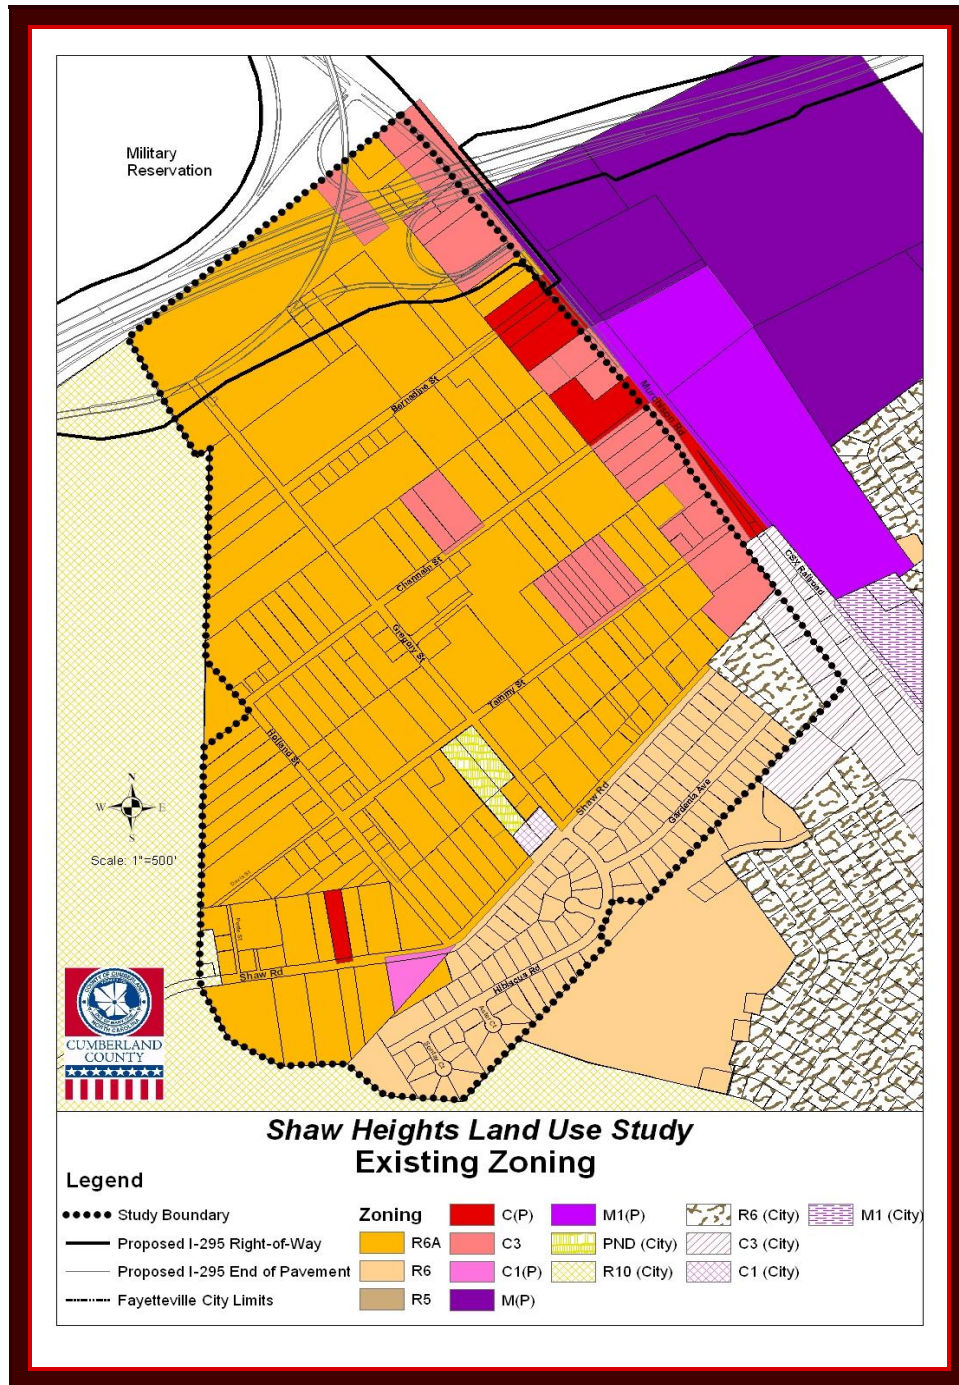 Military
Reservation
Bernadine St
Murchison Rd
CSX Railroad
Channain St
Gregory St
Tammy St
Holland St
Shaw Rd
Gardenia Ave
N
W E
S
Scale: 1"=500'
Shaw Rd
Hibiscus Rd
CUMBERLAND
COUNTY
Shaw Heights Land Use Study
Existing Zoning
Legend
Study Boundary
Proposed I-295 Right-of-Way
Proposed I-295 End of Pavement
Fayetteville City Limits
Zoning
R6A
R6
R5
C(P)
C3
C1(P)
M(P)
M1(P)
PND (City)
R10 (City)
R6 (City)
C3 (City)
C1 (City)
M1 (City)